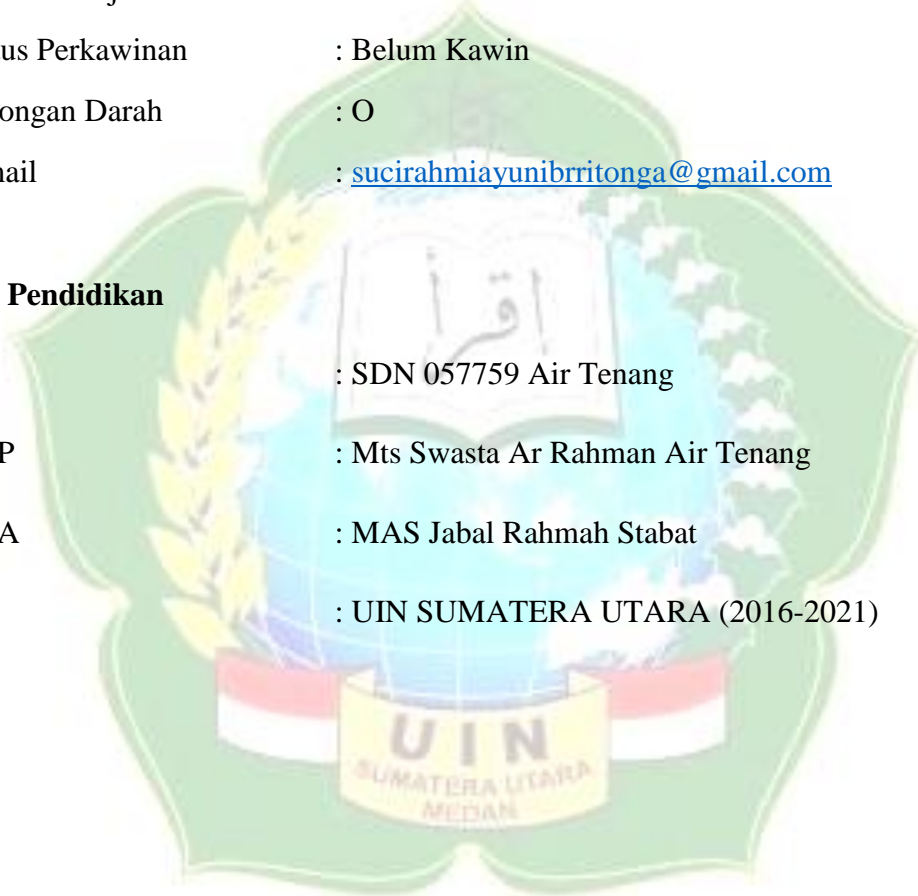 us Perkawinan : Belum Kawin
ongan Darah : O
ail : sucirahmiayunibrritonga@gmail.com
Pendidikan
اقرأ
: SDN 057759 Air Tenang
P : Mts Swasta Ar Rahman Air Tenang
A : MAS Jabal Rahmah Stabat
: UIN SUMATERA UTARA (2016-2021)
UIN
SUMATERA UTARA
MEDAN